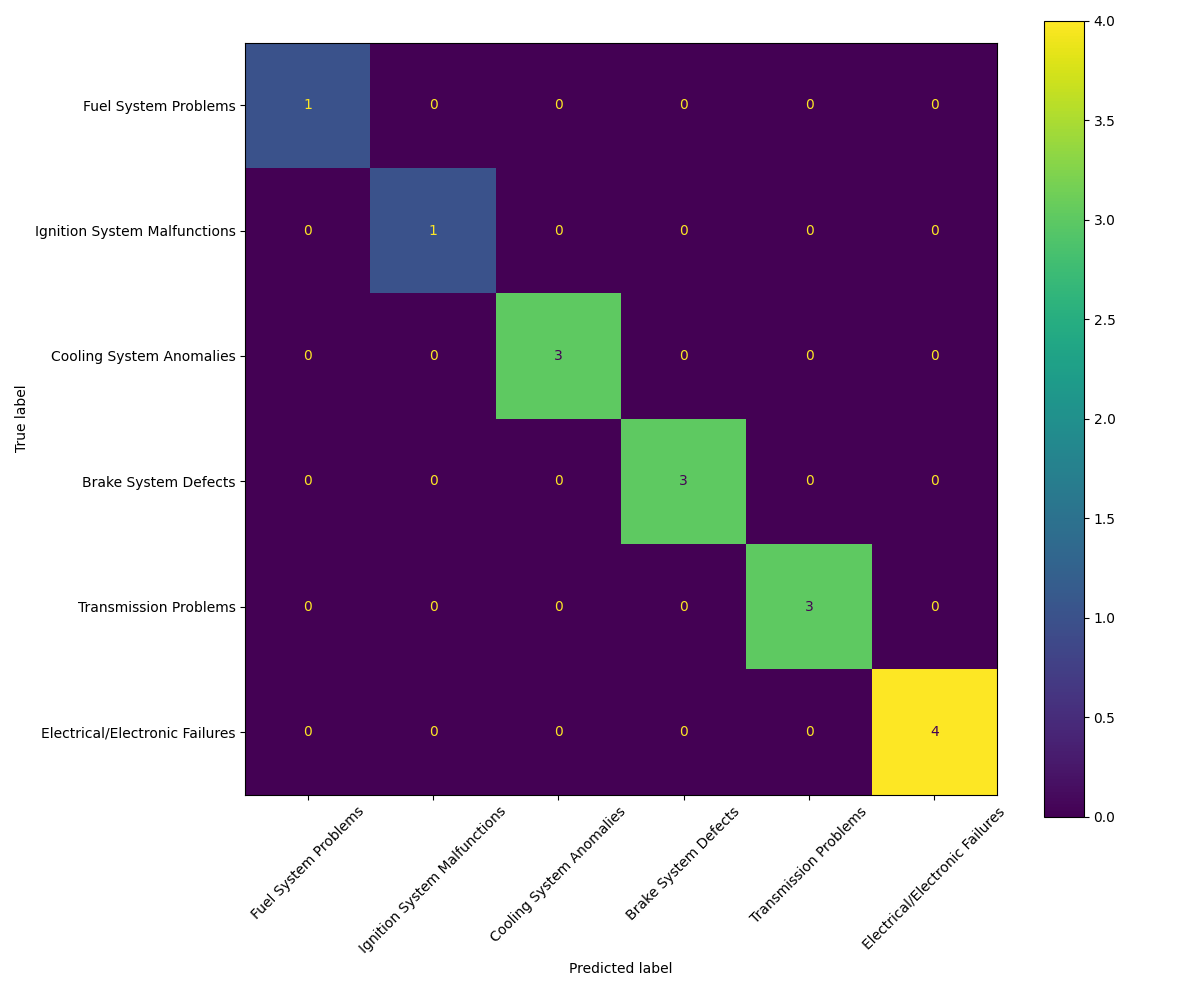 Fuel System Problems 1 0 0 0 0 0
Ignition System Malfunctions 0 1 0 0 0 0
Cooling System Anomalies 0 0 3 0 0 0
Brake System Defects 0 0 0 3 0 0
Transmission Problems 0 0 0 0 3 0
Electrical/Electronic Failures 0 0 0 0 0 4
True label
Fuel System Problems
Ignition System Malfunctions
Cooling System Anomalies
Brake System Defects
Transmission Problems
Electrical/Electronic Failures
Predicted label
4.0
3.5
3.0
2.5
2.0
1.5
1.0
0.5
0.0